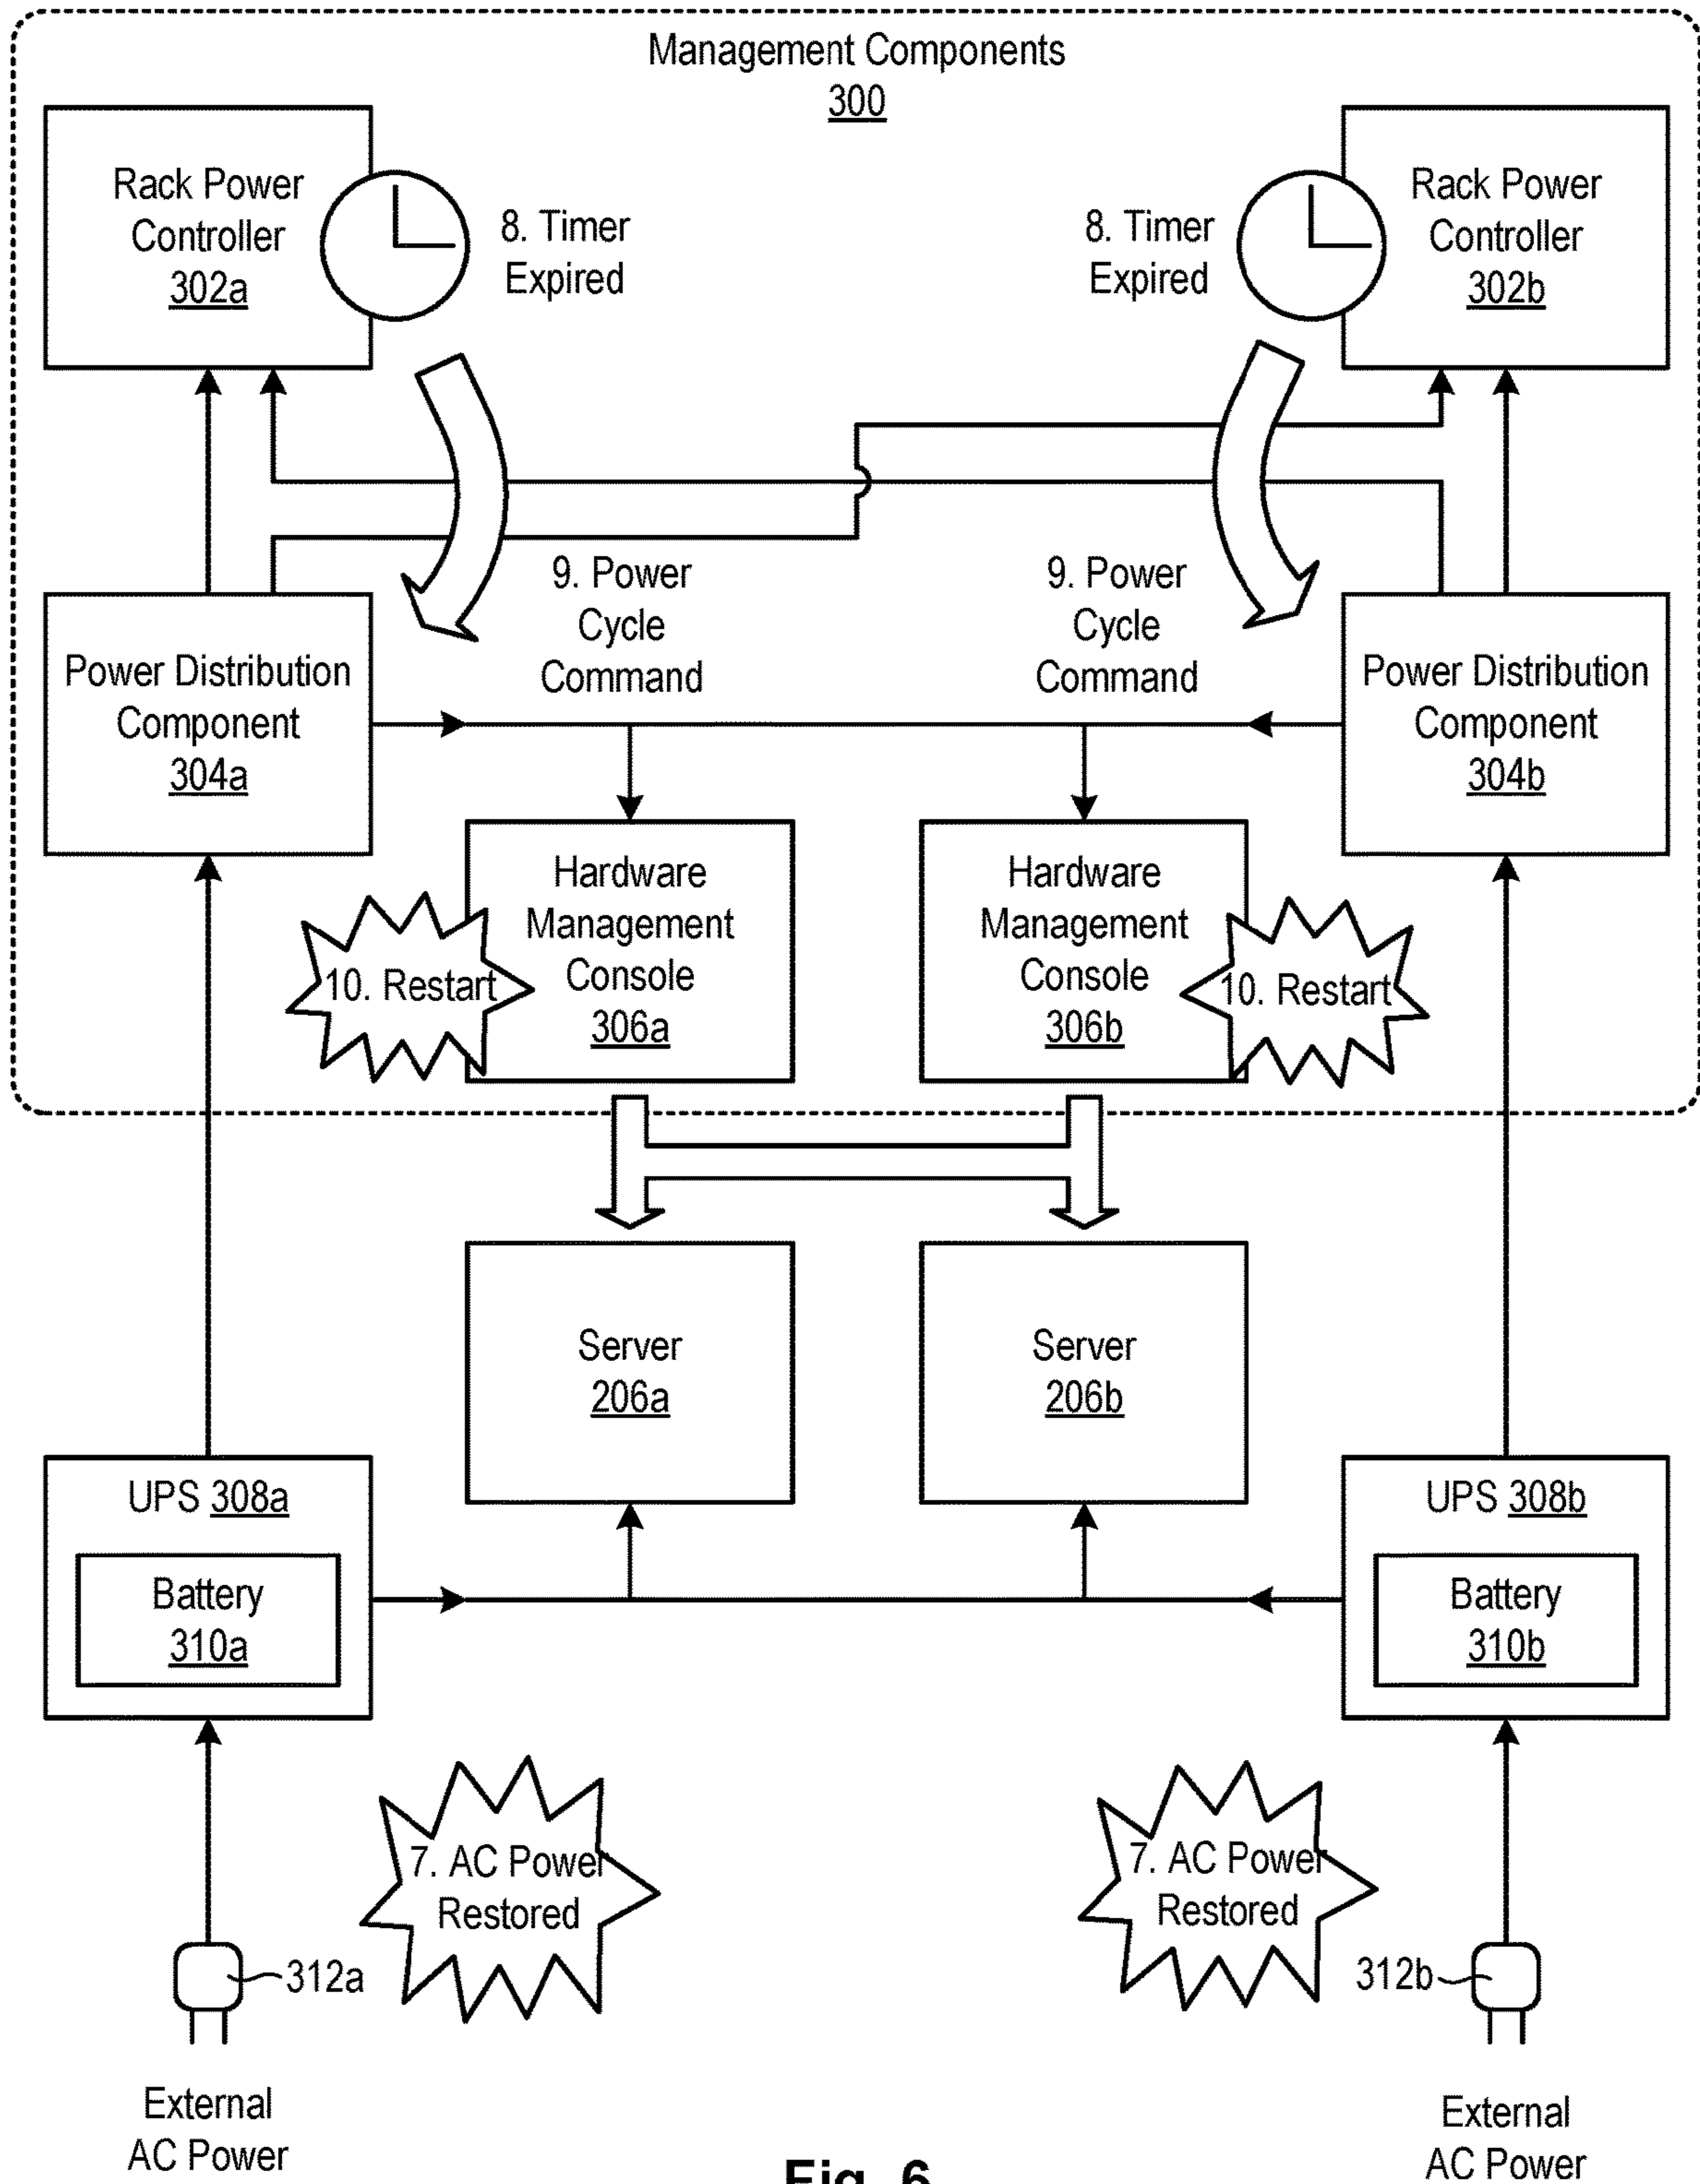 Management Components
300
Rack Power
Controller
302a
8. Timer
Expired
8. Timer
Expired
Rack Power
Controller
302b
Power Distribution
Component
304a
9. Power
Cycle
Command
9. Power
Cycle
Command
Power Distribution
Component
304b
Hardware
Management
Console
306a
10. Restart
Hardware
Management
Console
306b
10. Restart
Server
206a
Server
206b
UPS 308a
Battery
310a
UPS 308b
Battery
310b
7. AC Power
Restored
7. AC Power
Restored
312a
312b
External
AC Power
External
AC Power
Fig. 6